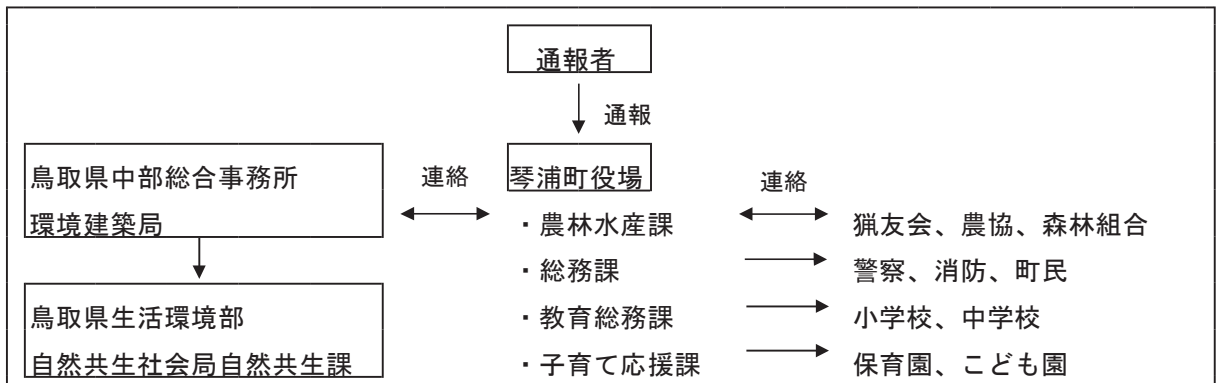 通報者
通報
鳥取県中部総合事務所
環境建築局
連絡
琴浦町役場
連絡
・農林水産課
猟友会、農協、森林組合
・総務課
警察、消防、町民
鳥取県生活環境部
自然共生社会局自然共生課
・教育総務課
小学校、中学校
・子育て応援課
保育園、こども園